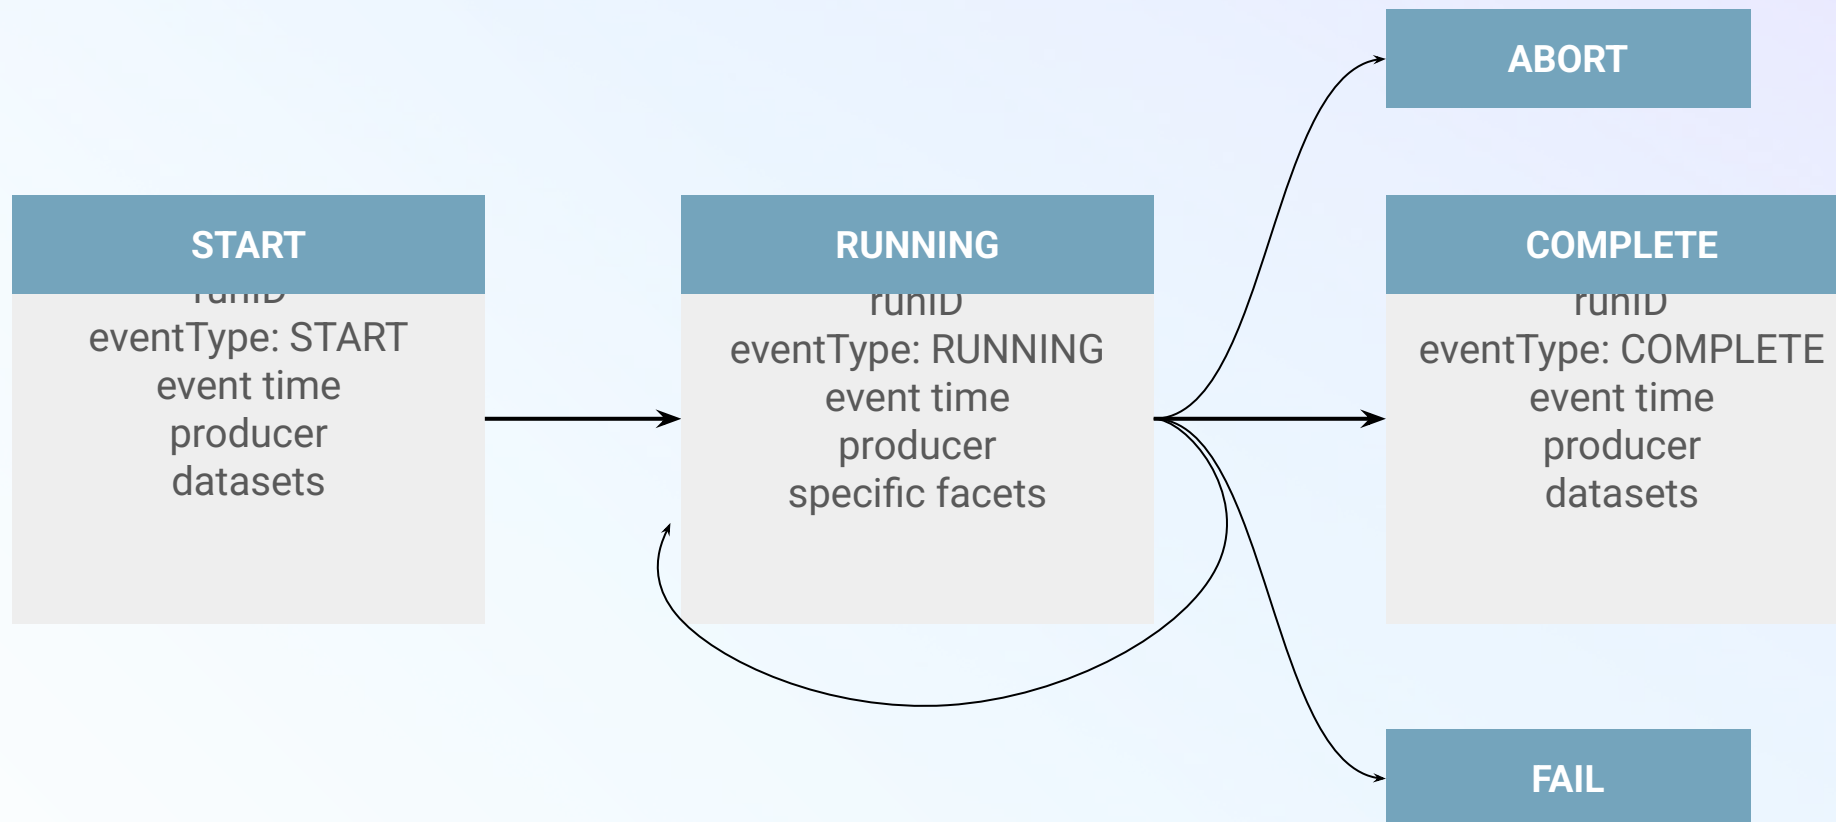 ABORT
START
runID
eventType: START
event time
producer
datasets
RUNNING
runID
eventType: RUNNING
event time
producer
specific facets
COMPLETE
runID
eventType: COMPLETE
event time
producer
datasets
FAIL